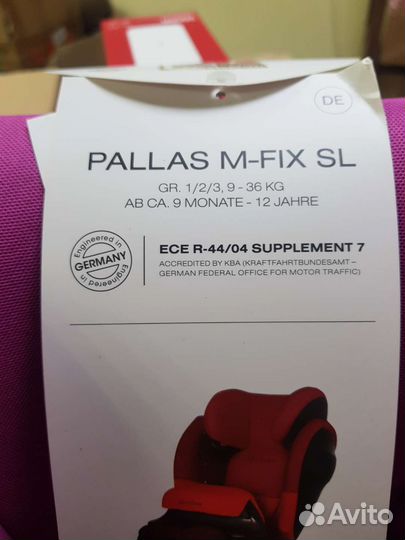 DE
PALLAS M-FIX SL
GR. 1/2/3, 9 - 36 KG
AB CA. 9 MONATE - 12 JAHRE
Engineered in
GERMANY
Engineered in
ECE R-44/04 SUPPLEMENT 7
ACCREDITED BY KBA (KRAFTFAHRTBUNDESAMT –
GERMAN FEDERAL OFFICE FOR MOTOR TRAFFIC)
Avito